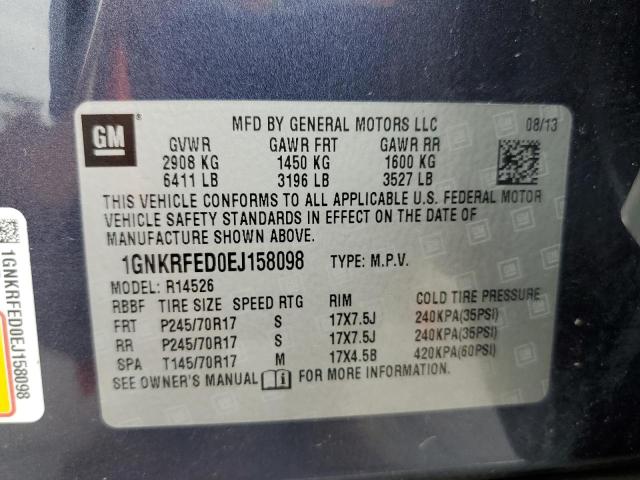 GM
MFD BY GENERAL MOTORS LLC 08/13
GVWR GAWR FRT GAWR RR
2908 KG 1450 KG 1600 KG
6411 LB 3196 LB 3527 LB
THIS VEHICLE CONFORMS TO ALL APPLICABLE U.S. FEDERAL MOTOR
VEHICLE SAFETY STANDARDS IN EFFECT ON THE DATE OF
MANUFACTURE SHOWN ABOVE.
1GNKRFED0EJ158098 TYPE: M.P.V.
MODEL: R14526
RBBF TIRE SIZE SPEED RTG RIM COLD TIRE PRESSURE
FRT P245/70R17 S 17X7.5J 240KPA(35PSI)
RR P245/70R17 S 17X7.5J 240KPA(35PSI)
SPA T145/70R17 M 17X4.5B 420KPA(60PSI)
SEE OWNER'S MANUAL i FOR MORE INFORMATION.
1GNKRFED0EJ158098